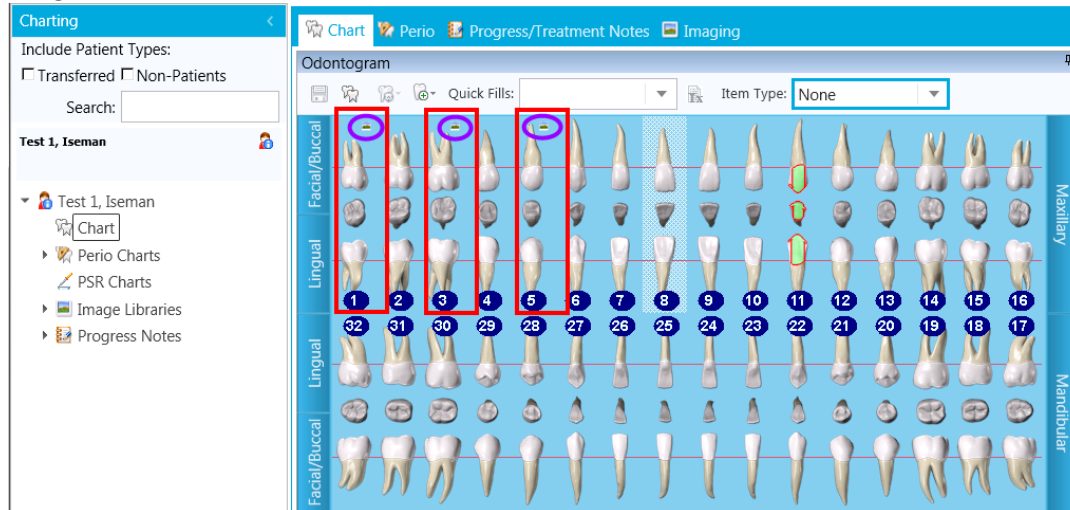 Charting
Include Patient Types:
Transferred Non-Patients
Search:
Test 1, Iseman
Test 1, Iseman
Chart
Perio Charts
PSR Charts
Image Libraries
Progress Notes
Chart Perio Progress/Treatment Notes Imaging
Odontogram
Quick Fills: Item Type: None
Facial/Buccal
Lingual
Maxillary
1 2 3 4 5 6 7 8 9 10 11 12 13 14 15 16
32 31 30 29 28 27 26 25 24 23 22 21 20 19 18 17
Lingual
Facial/Buccal
Mandibular